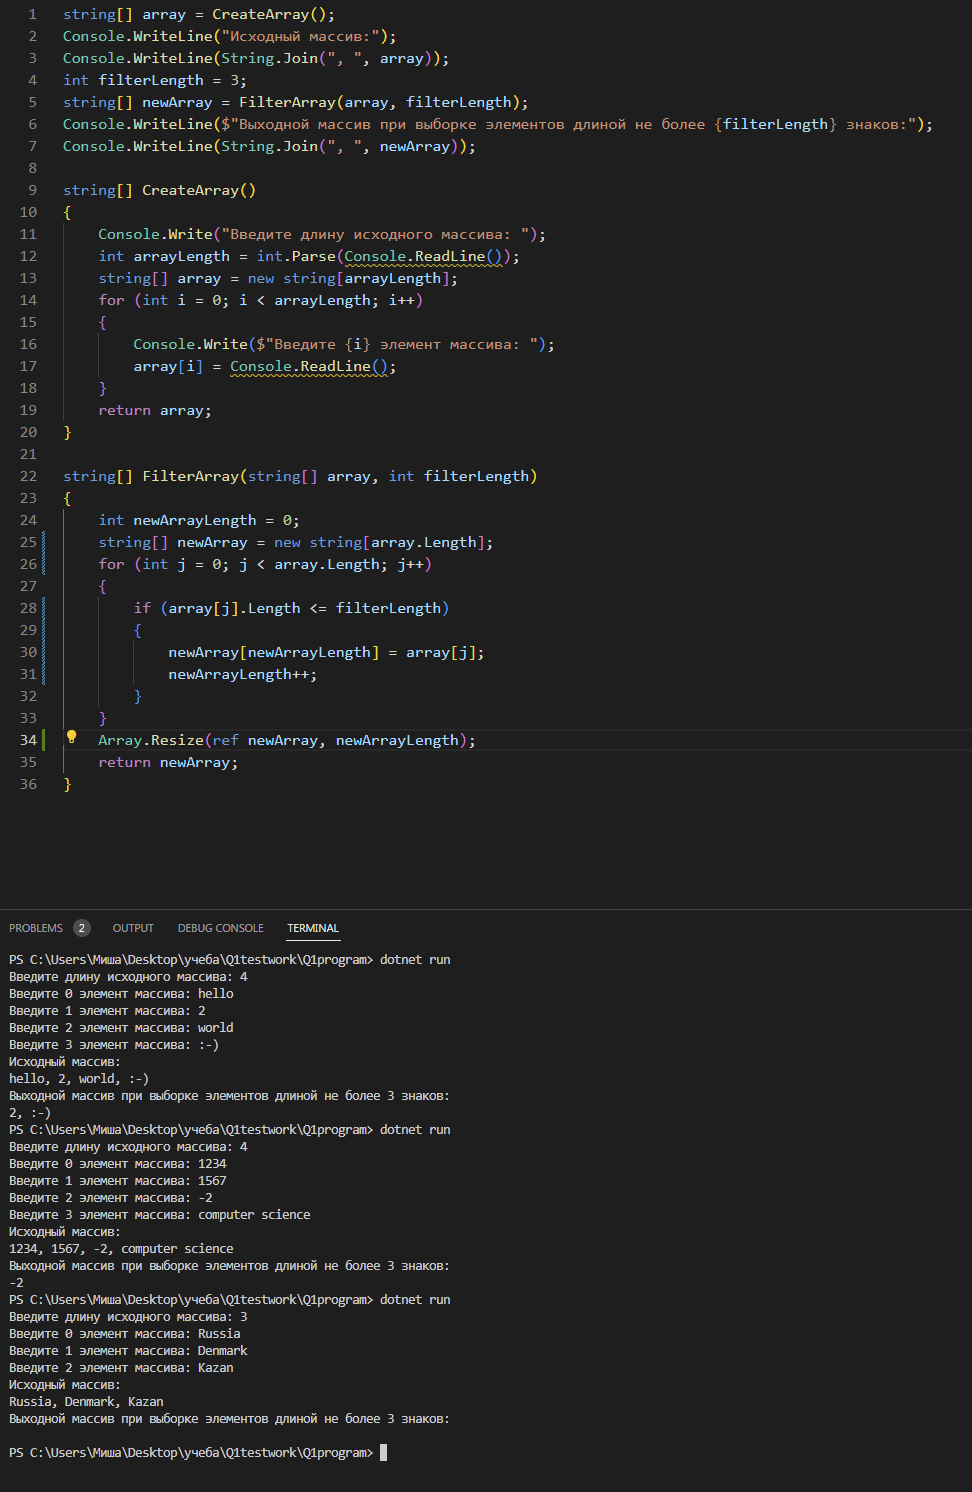 1 string[] array = CreateArray();
2 Console.WriteLine("Исходный массив:");
3 Console.WriteLine(String.Join(", ", array));
4 int filterLength = 3;
5 string[] newArray = FilterArray(array, filterLength);
6 Console.WriteLine($"Выходной массив при выборке элементов длиной не более {filterLength} знаков:");
7 Console.WriteLine(String.Join(", ", newArray));
8
9 string[] CreateArray()
10 {
11     Console.Write("Введите длину исходного массива: ");
12     int arrayLength = int.Parse(Console.ReadLine());
13     string[] array = new string[arrayLength];
14     for (int i = 0; i < arrayLength; i++)
15     {
16         Console.Write($"Введите {i} элемент массива: ");
17         array[i] = Console.ReadLine();
18     }
19     return array;
20 }
21
22 string[] FilterArray(string[] array, int filterLength)
23 {
24     int newArrayLength = 0;
25     string[] newArray = new string[array.Length];
26     for (int j = 0; j < array.Length; j++)
27     {
28         if (array[j].Length <= filterLength)
29         {
30             newArray[newArrayLength] = array[j];
31             newArrayLength++;
32         }
33     }
34     Array.Resize(ref newArray, newArrayLength);
35     return newArray;
36 }
PROBLEMS 2 OUTPUT DEBUG CONSOLE TERMINAL
PS C:\Users\Миша\Desktop\учеба\Q1testwork\Q1program> dotnet run
Введите длину исходного массива: 4
Введите 0 элемент массива: hello
Введите 1 элемент массива: 2
Введите 2 элемент массива: world
Введите 3 элемент массива: :-)
Исходный массив:
hello, 2, world, :-)
Выходной массив при выборке элементов длиной не более 3 знаков:
2, :-)
PS C:\Users\Миша\Desktop\учеба\Q1testwork\Q1program> dotnet run
Введите длину исходного массива: 4
Введите 0 элемент массива: 1234
Введите 1 элемент массива: 1567
Введите 2 элемент массива: -2
Введите 3 элемент массива: computer science
Исходный массив:
1234, 1567, -2, computer science
Выходной массив при выборке элементов длиной не более 3 знаков:
-2
PS C:\Users\Миша\Desktop\учеба\Q1testwork\Q1program> dotnet run
Введите длину исходного массива: 3
Введите 0 элемент массива: Russia
Введите 1 элемент массива: Denmark
Введите 2 элемент массива: Kazan
Исходный массив:
Russia, Denmark, Kazan
Выходной массив при выборке элементов длиной не более 3 знаков:
PS C:\Users\Миша\Desktop\учеба\Q1testwork\Q1program>